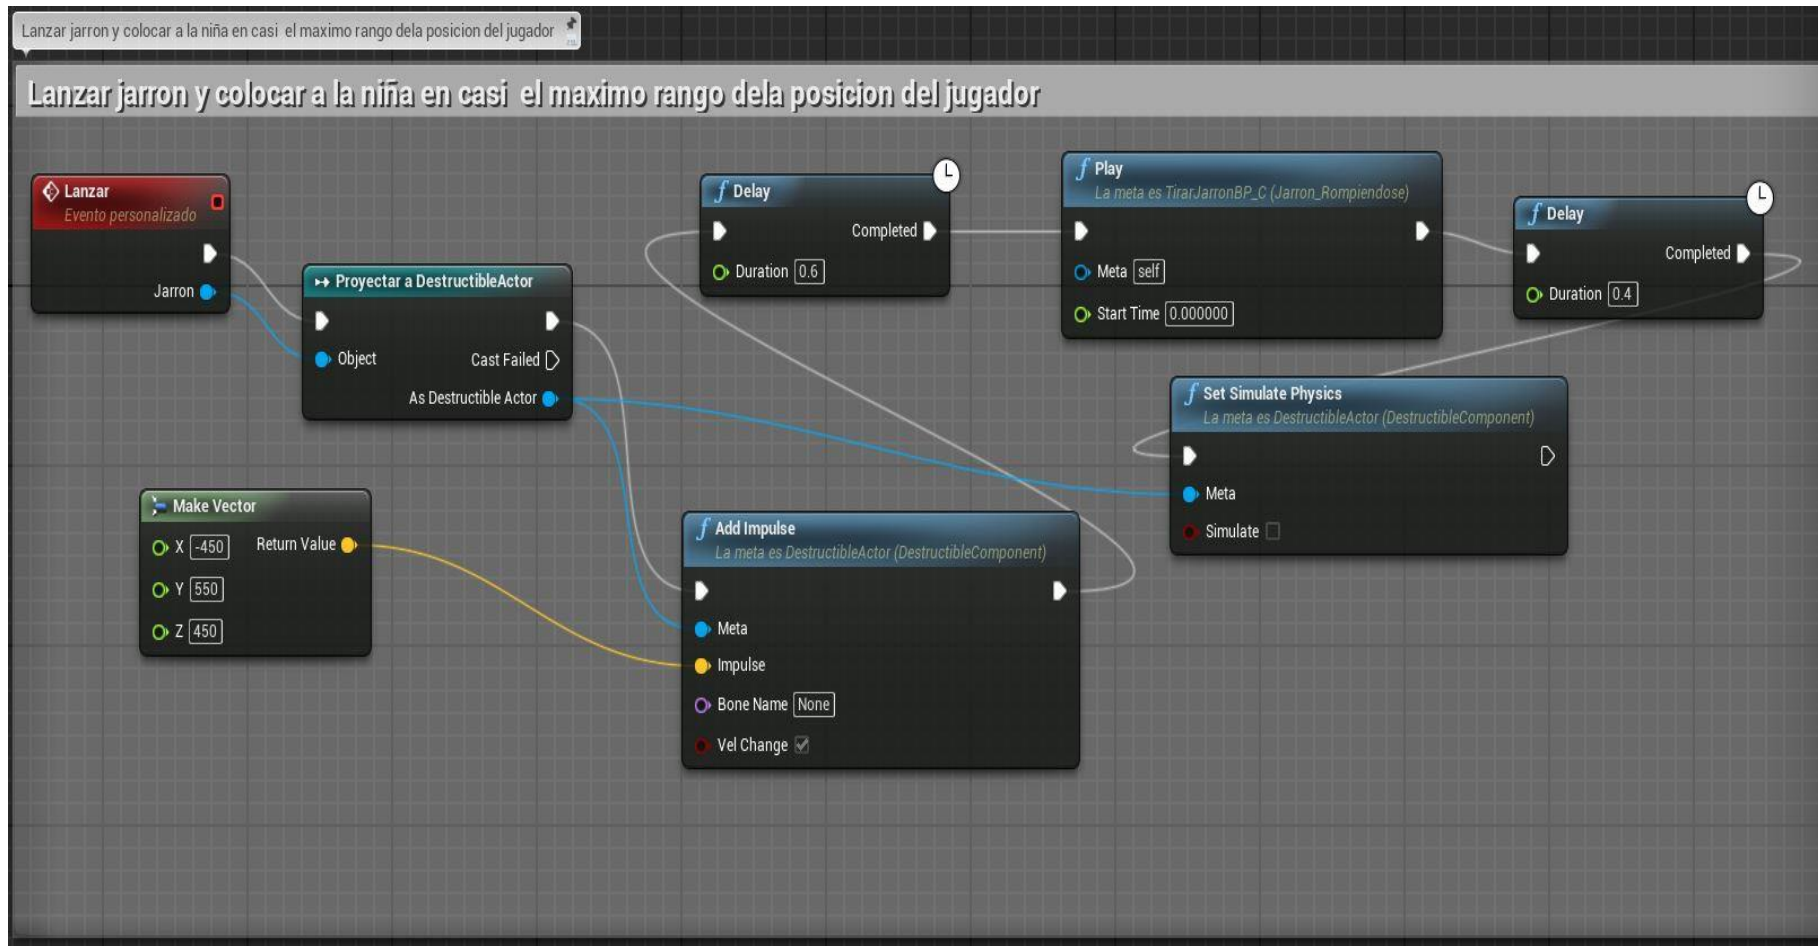 Lanzar jarron y colocar a la niña en casi  el maximo rango dela posicion del jugador
Lanzar jarron y colocar a la niña en casi  el maximo rango dela posicion del jugador
Lanzar
Evento personalizado
Jarron
Proyectar a DestructibleActor
Object
Cast Failed
As Destructible Actor
Make Vector
X -450
Return Value
Y 550
Z 450
Delay
Completed
Duration 0.6
Add Impulse
La meta es DestructibleActor (DestructibleComponent)
Meta
Impulse
Bone Name None
Vel Change
Play
La meta es TirarJarronBP_C (Jarron_Rompiendose)
Meta self
Start Time 0.000000
Delay
Completed
Duration 0.4
Set Simulate Physics
La meta es DestructibleActor (DestructibleComponent)
Meta
Simulate